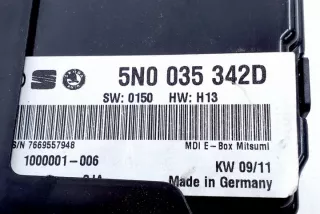 5N0 035 342D
SW: 0150 HW: H13
S/N 7669557948 MDI E-Box Mitsumi
1000001-006 KW 09/11
Made in Germany